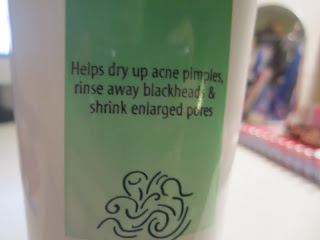 Helps dry up acne pimples,
rinse away blackheads &
shrink enlarged pores